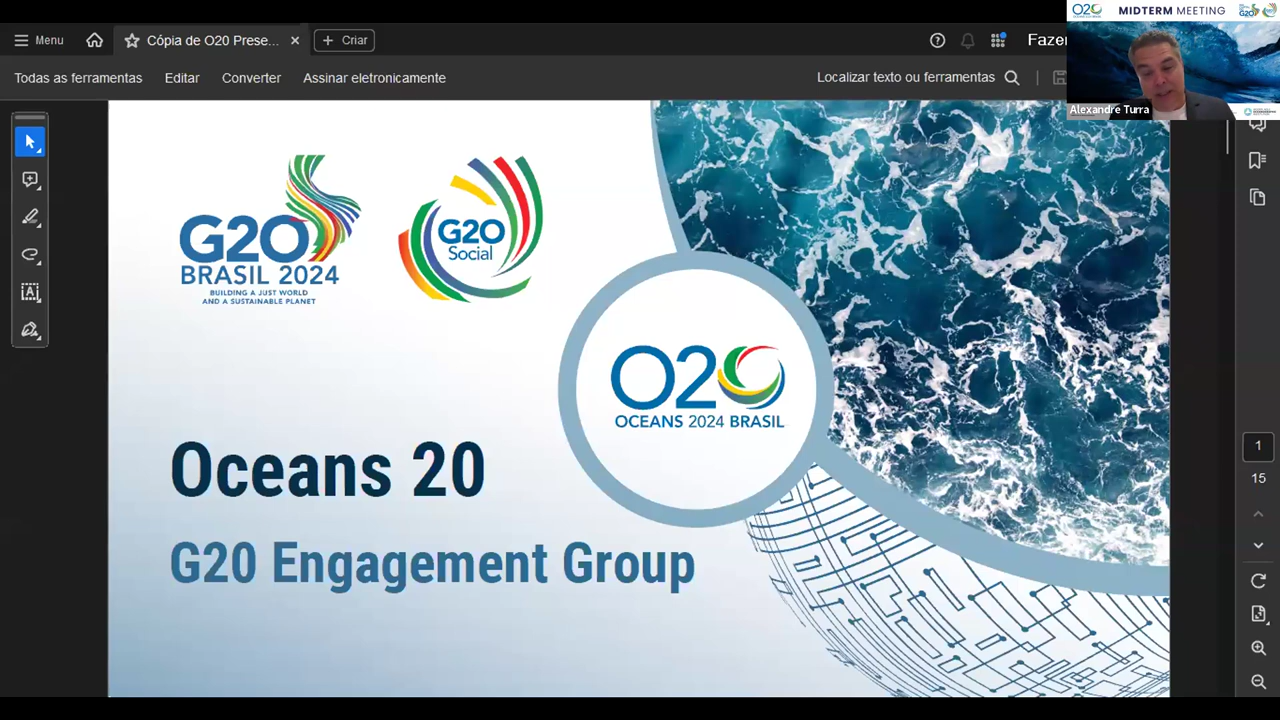 Menu
Cópia de O20 Prese...
Criar
Todas as ferramentas
Editar
Converter
Assinar eletronicamente
Localizar texto ou ferramentas
Fazer
O20
MIDTERM MEETING
G20
Alexandre Turra
G20
BRASIL 2024
BUILDING A JUST WORLD
AND A SUSTAINABLE PLANET
G20
Social
O20
OCEANS 2024 BRASIL
Oceans 20
G20 Engagement Group
1
15